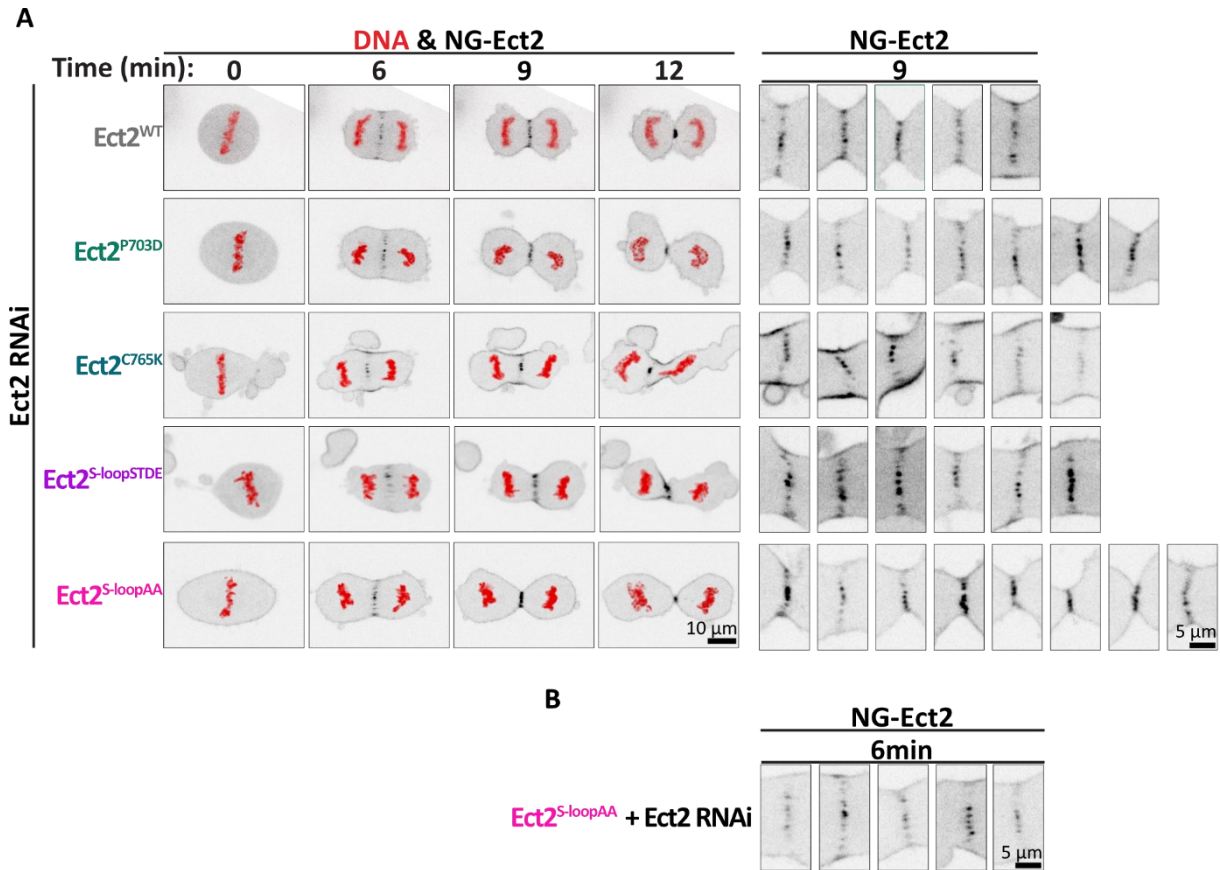 A
DNA & NG-Ect2
NG-Ect2
Time (min): 0 6 9 12
9
Ect2 RNAi
Ect2WT
Ect2P703D
Ect2C765K
Ect2S-loopSTDE
Ect2S-loopAA
10 μm
5 μm
B
NG-Ect2
6min
Ect2S-loopAA + Ect2 RNAi
5 μm